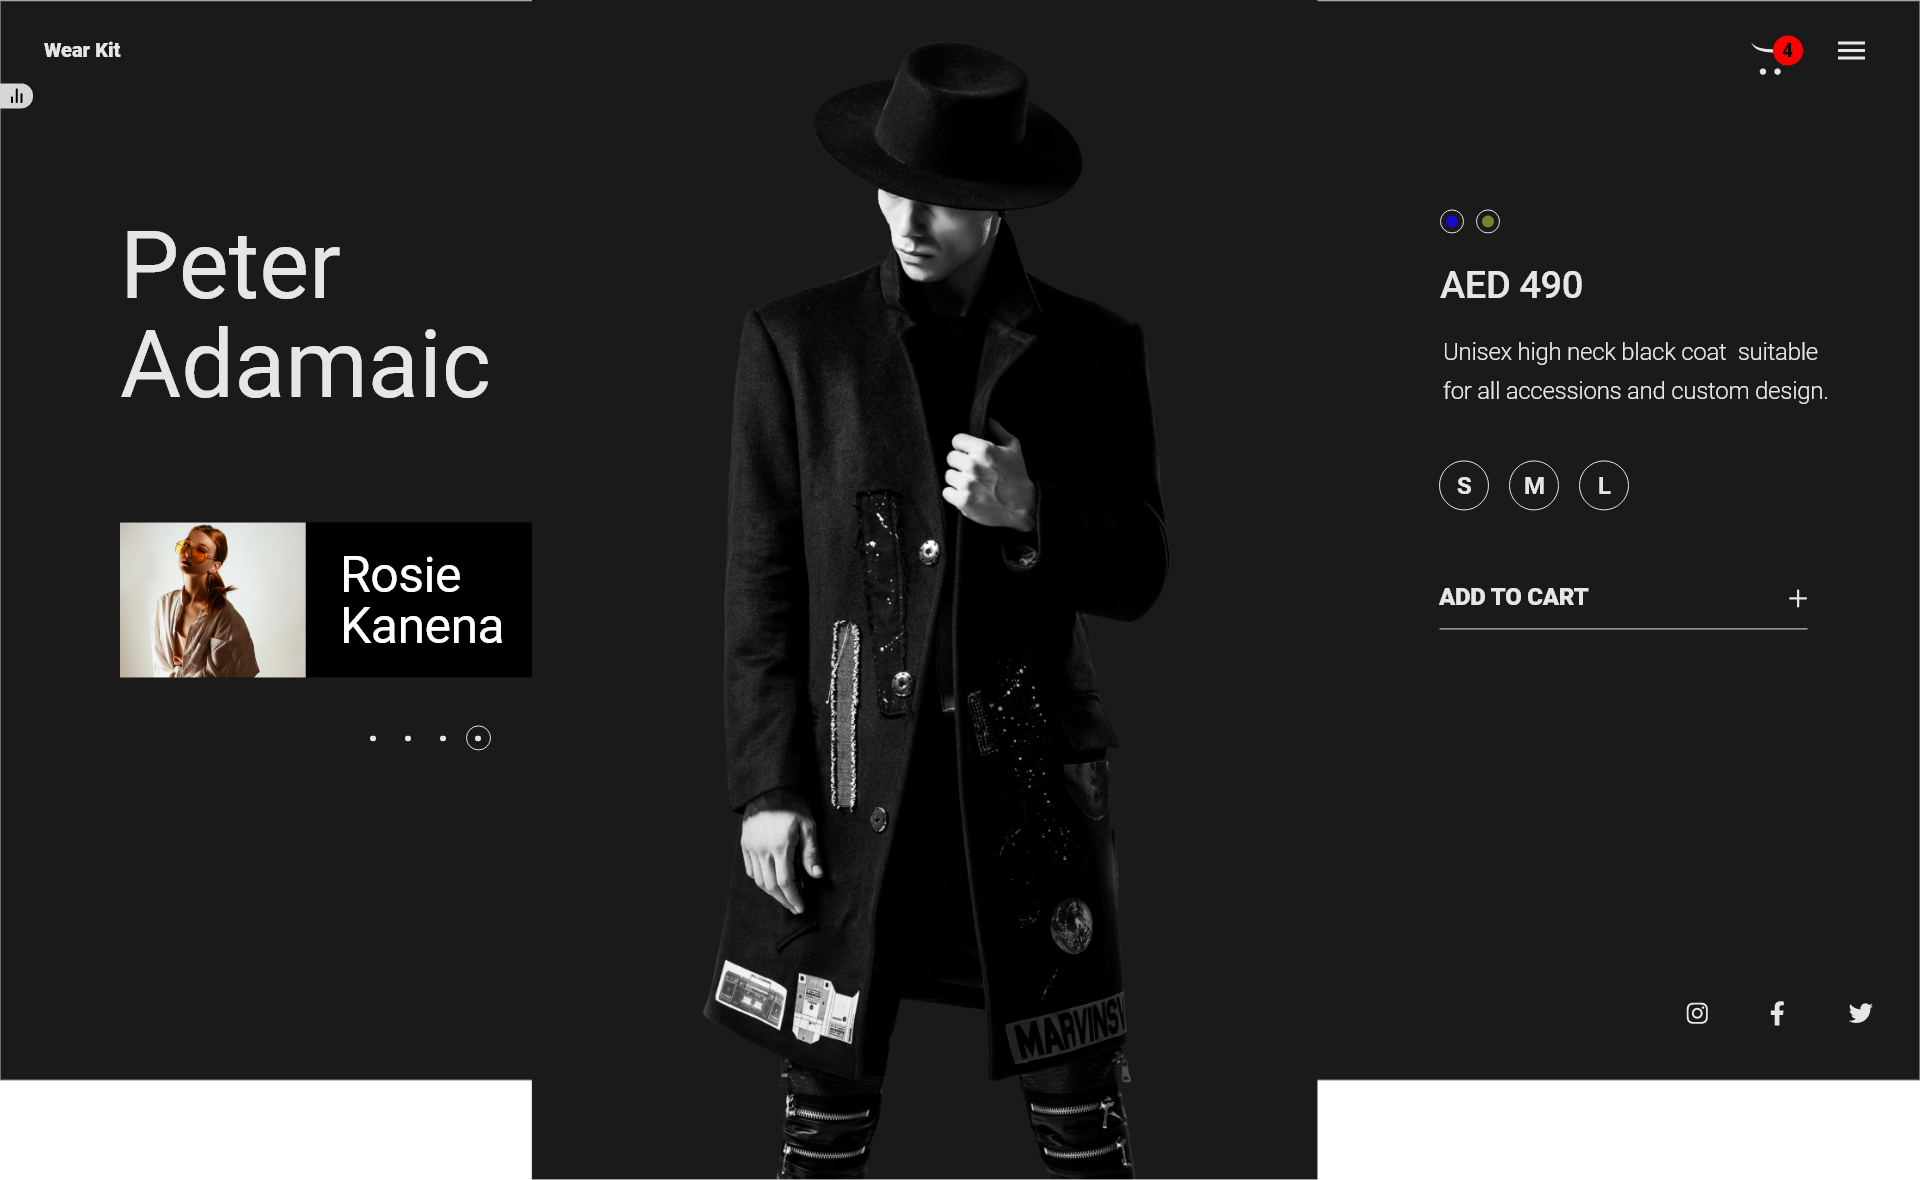 Wear Kit
4
Peter
Adamaic
AED 490
Unisex high neck black coat  suitable
for all accessions and custom design.
S M L
Rosie
Kanena
ADD TO CART
MARVINS